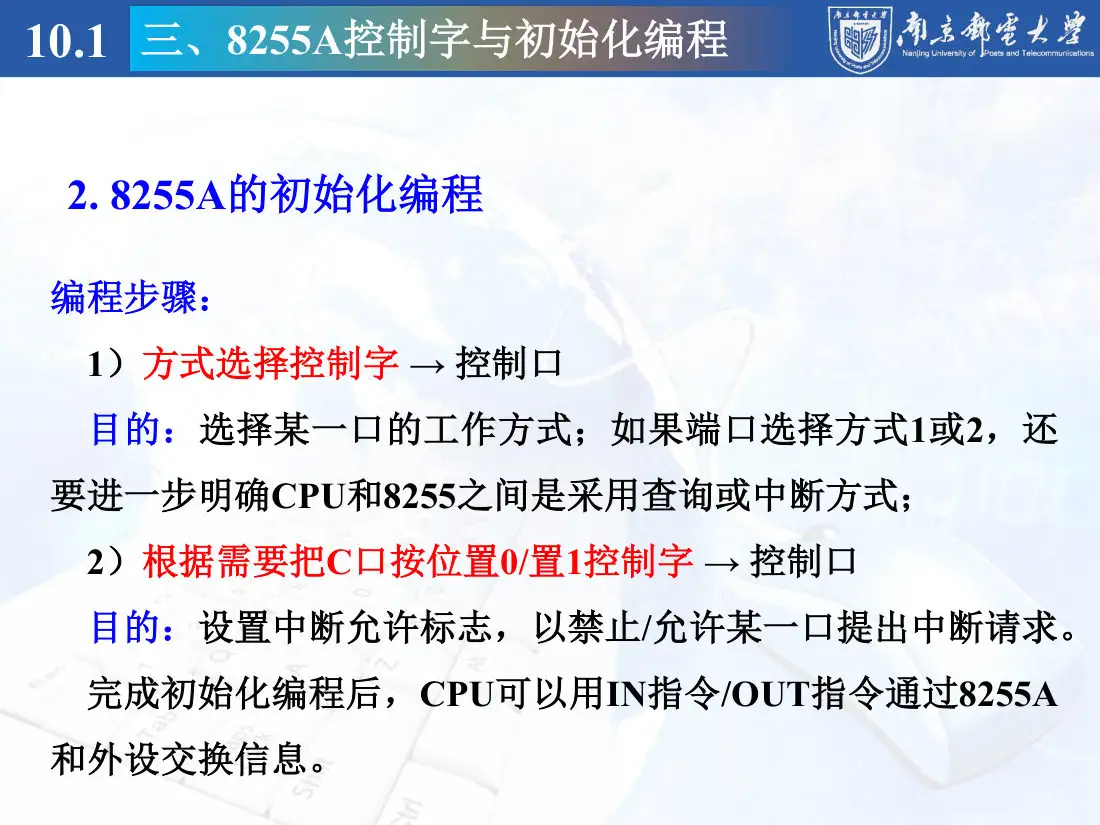 10.1 三、8255A控制字与初始化编程
南京邮电大学
Nanjing University of Posts and Telecommunications
2. 8255A的初始化编程
编程步骤：
1）方式选择控制字 → 控制口
目的：选择某一口的工作方式；如果端口选择方式1或2，还
要进一步明确CPU和8255之间是采用查询或中断方式；
2）根据需要把C口按位置0/置1控制字 → 控制口
目的：设置中断允许标志，以禁止/允许某一口提出中断请求。
完成初始化编程后，CPU可以用IN指令/OUT指令通过8255A
和外设交换信息。